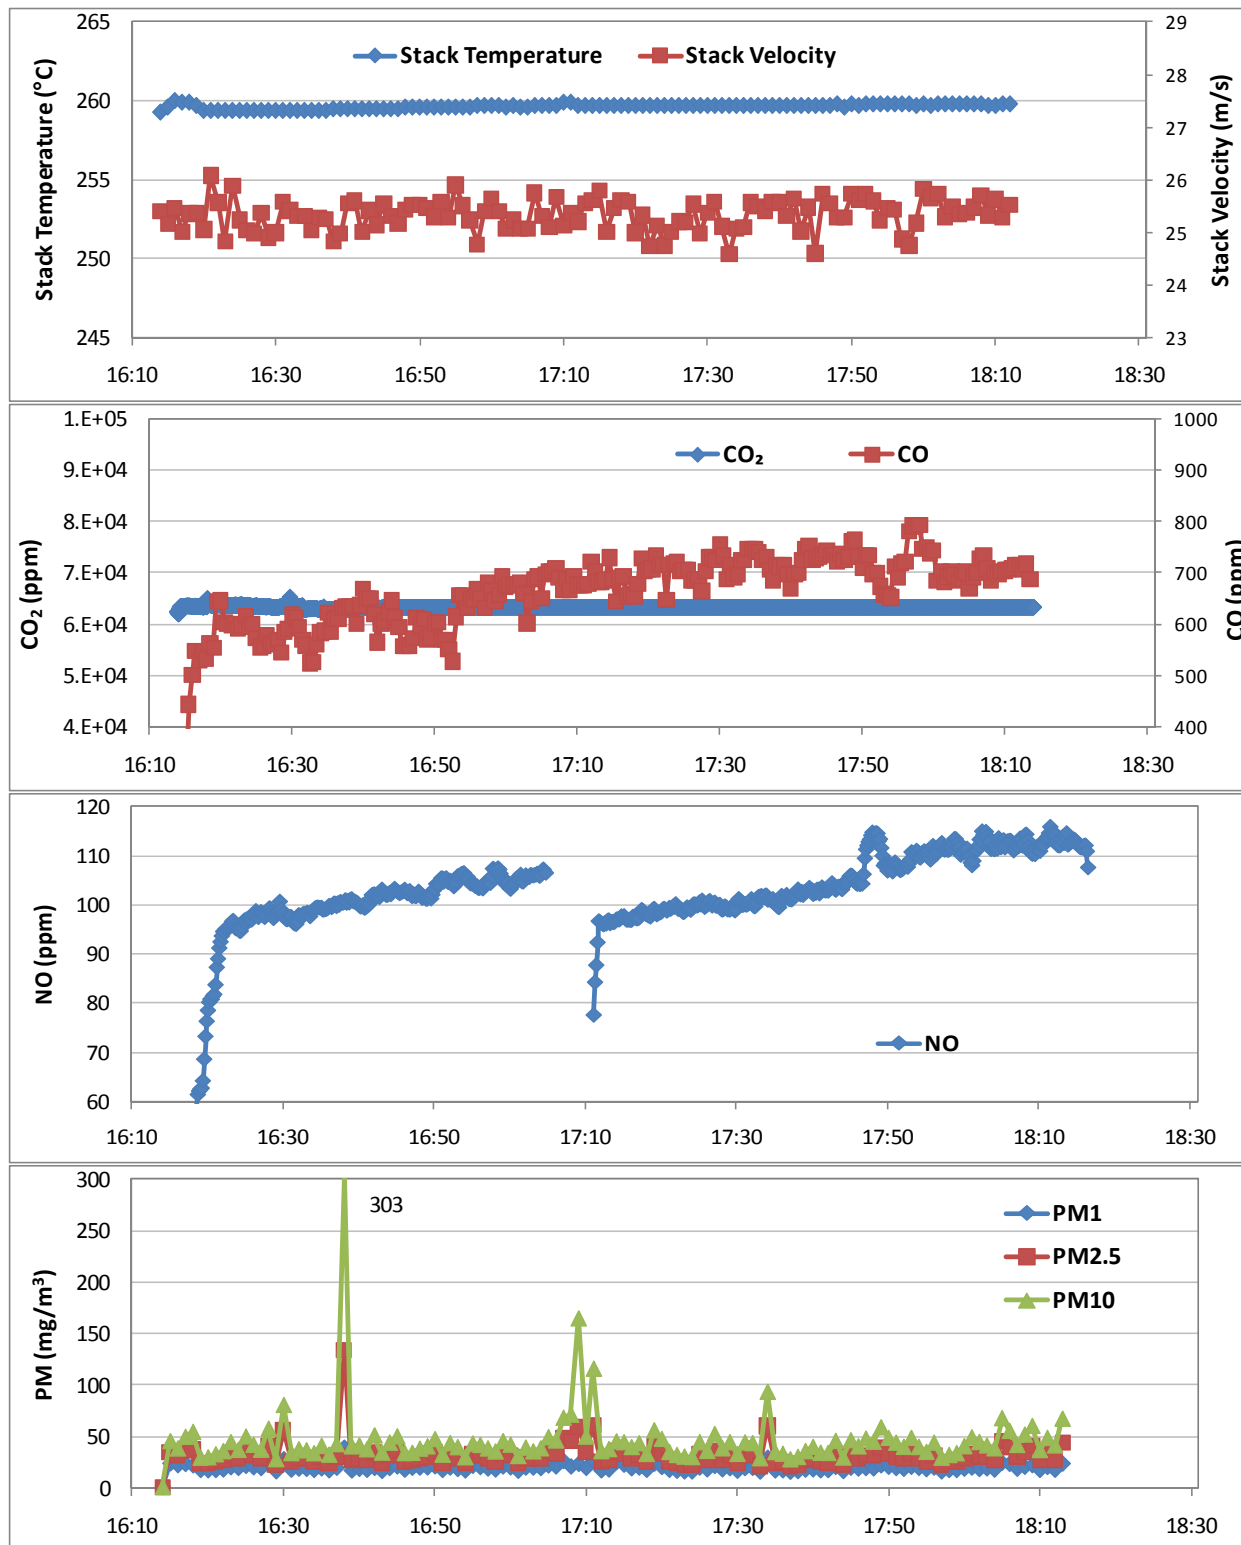 265
260
255
250
245
Stack Temperature (°C)
Stack Temperature
Stack Velocity
29
28
27
26
25
24
23
Stack Velocity (m/s)
16:10 16:30 16:50 17:10 17:30 17:50 18:10 18:30
1.E+05
9.E+04
8.E+04
7.E+04
6.E+04
5.E+04
4.E+04
CO₂ (ppm)
CO₂
CO
1000
900
800
700
600
500
400
CO (ppm)
16:10 16:30 16:50 17:10 17:30 17:50 18:10 18:30
120
110
100
90
80
70
60
NO (ppm)
NO
16:10 16:30 16:50 17:10 17:30 17:50 18:10 18:30
300
250
200
150
100
50
0
PM (mg/m³)
303
PM1
PM2.5
PM10
16:10 16:30 16:50 17:10 17:30 17:50 18:10 18:30